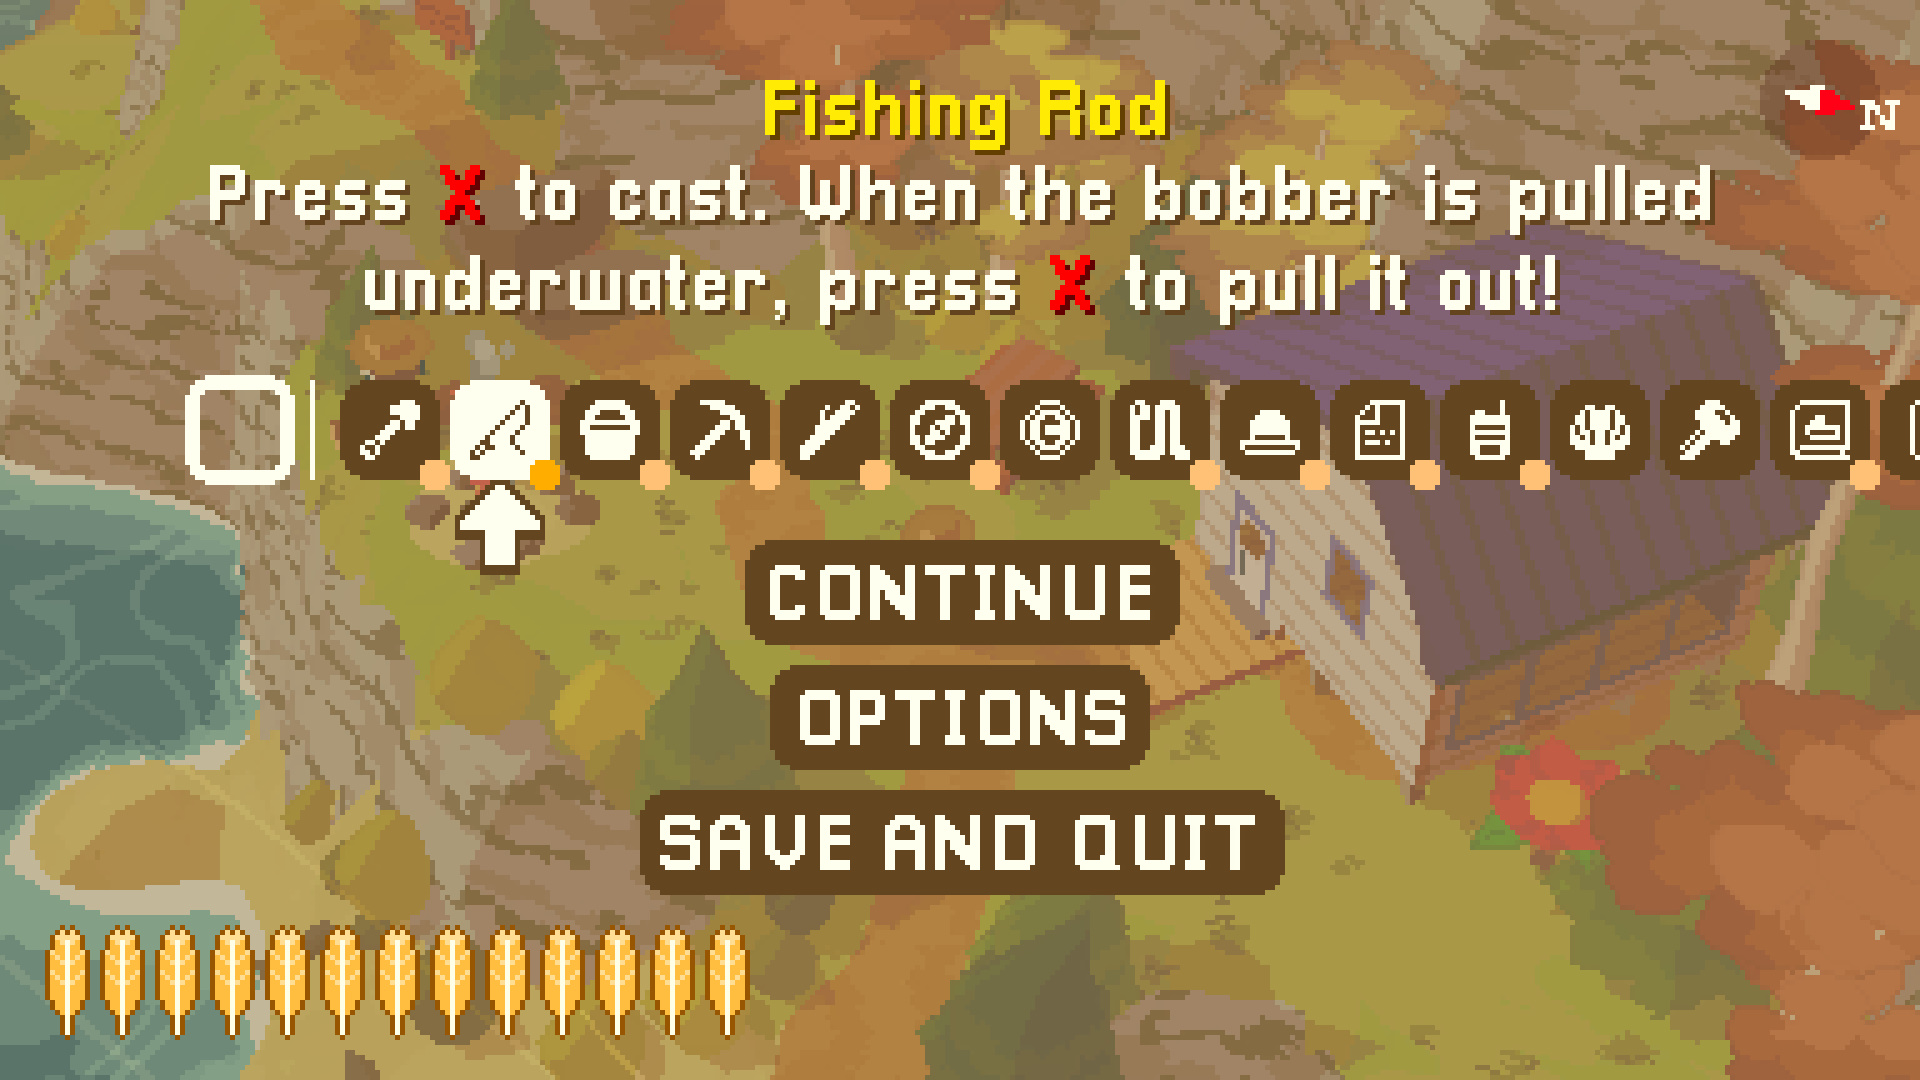 Fishing Rod
N
Press X to cast. When the bobber is pulled
underwater, press X to pull it out!
CONTINUE
OPTIONS
SAVE AND QUIT